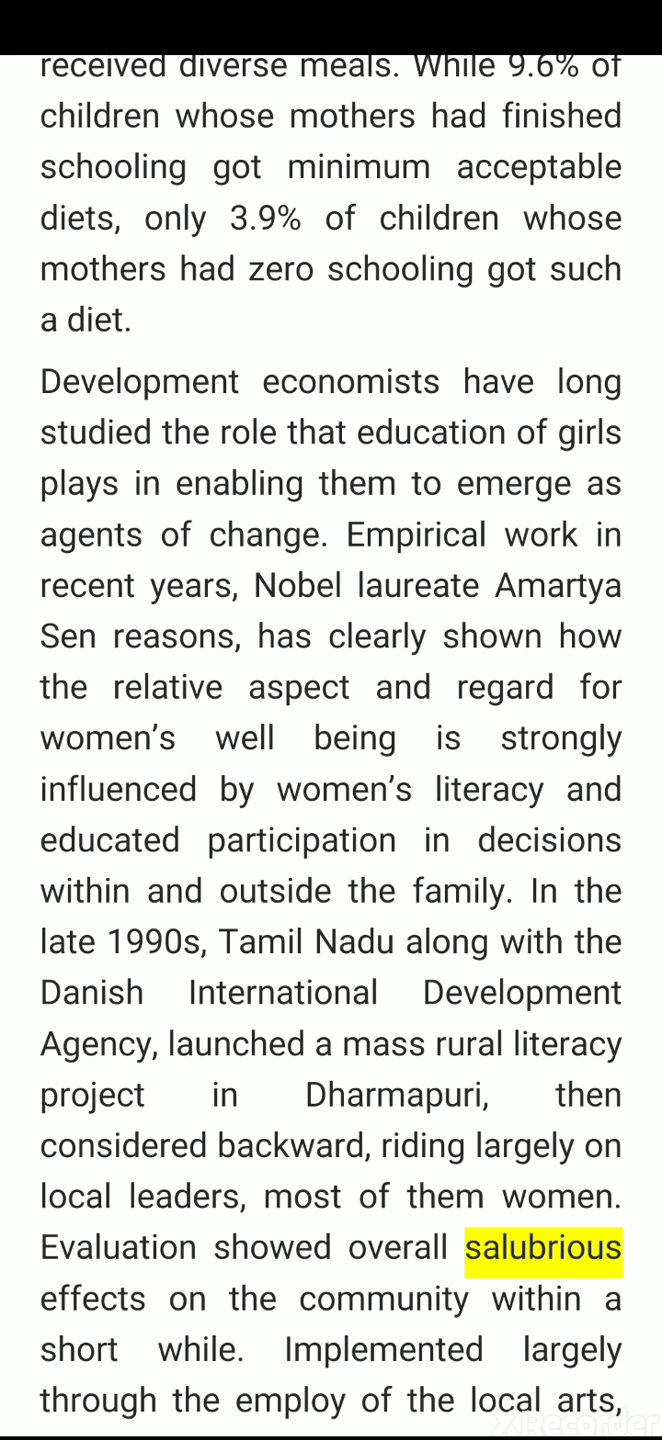 received diverse meals. While 9.6% of
children whose mothers had finished
schooling got minimum acceptable
diets, only 3.9% of children whose
mothers had zero schooling got such
a diet.
Development economists have long
studied the role that education of girls
plays in enabling them to emerge as
agents of change. Empirical work in
recent years, Nobel laureate Amartya
Sen reasons, has clearly shown how
the relative aspect and regard for
women’s well being is strongly
influenced by women’s literacy and
educated participation in decisions
within and outside the family. In the
late 1990s, Tamil Nadu along with the
Danish International Development
Agency, launched a mass rural literacy
project in Dharmapuri, then
considered backward, riding largely on
local leaders, most of them women.
Evaluation showed overall salubrious
effects on the community within a
short while. Implemented largely
through the employ of the local arts,
XRecorder